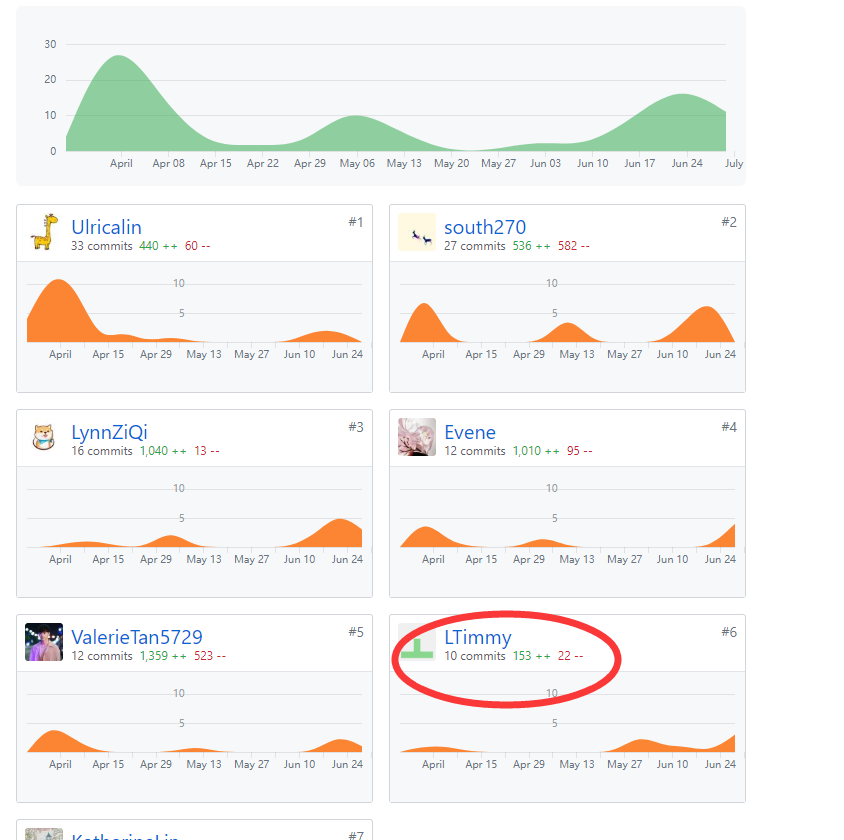 30
20
10
0
April Apr 08 Apr 15 Apr 22 Apr 29 May 06 May 13 May 20 May 27 Jun 03 Jun 10 Jun 17 Jun 24 July
Ulricalin #1
33 commits 440 ++ 60 --
10
5
April Apr 15 Apr 29 May 13 May 27 Jun 10 Jun 24
south270 #2
27 commits 536 ++ 582 --
10
5
April Apr 15 Apr 29 May 13 May 27 Jun 10 Jun 24
LynnZiQi #3
16 commits 1,040 ++ 13 --
10
5
April Apr 15 Apr 29 May 13 May 27 Jun 10 Jun 24
Evene #4
12 commits 1,010 ++ 95 --
10
5
April Apr 15 Apr 29 May 13 May 27 Jun 10 Jun 24
ValerieTan5729 #5
12 commits 1,359 ++ 523 --
10
5
April Apr 15 Apr 29 May 13 May 27 Jun 10 Jun 24
LTimmy #6
10 commits 153 ++ 22 --
10
5
April Apr 15 Apr 29 May 13 May 27 Jun 10 Jun 24
#7